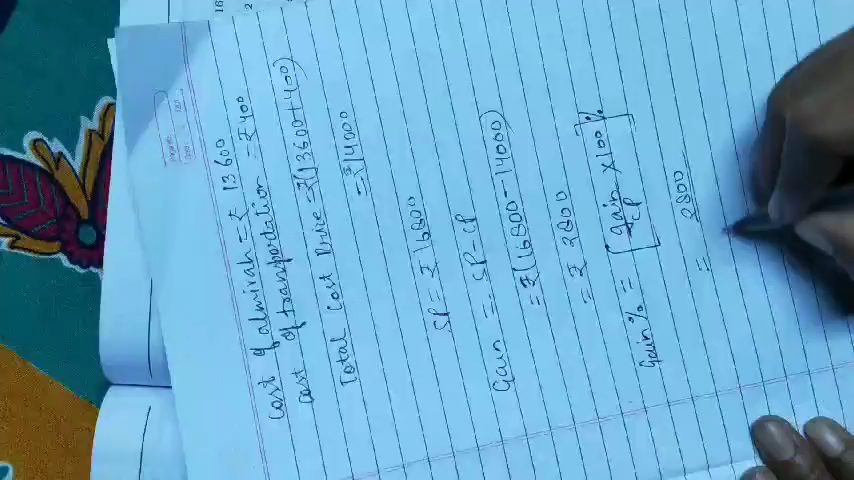 Cost of almirah = ₹ 13600
Cost of transportation = ₹ 400
Total Cost Price = ₹(13600+400)
= ₹14000
SP = ₹ 16800
Gain = SP - CP
= ₹(16800-14000)
= ₹ 2800
Gain % = [gain/CP × 100]%
= 2800